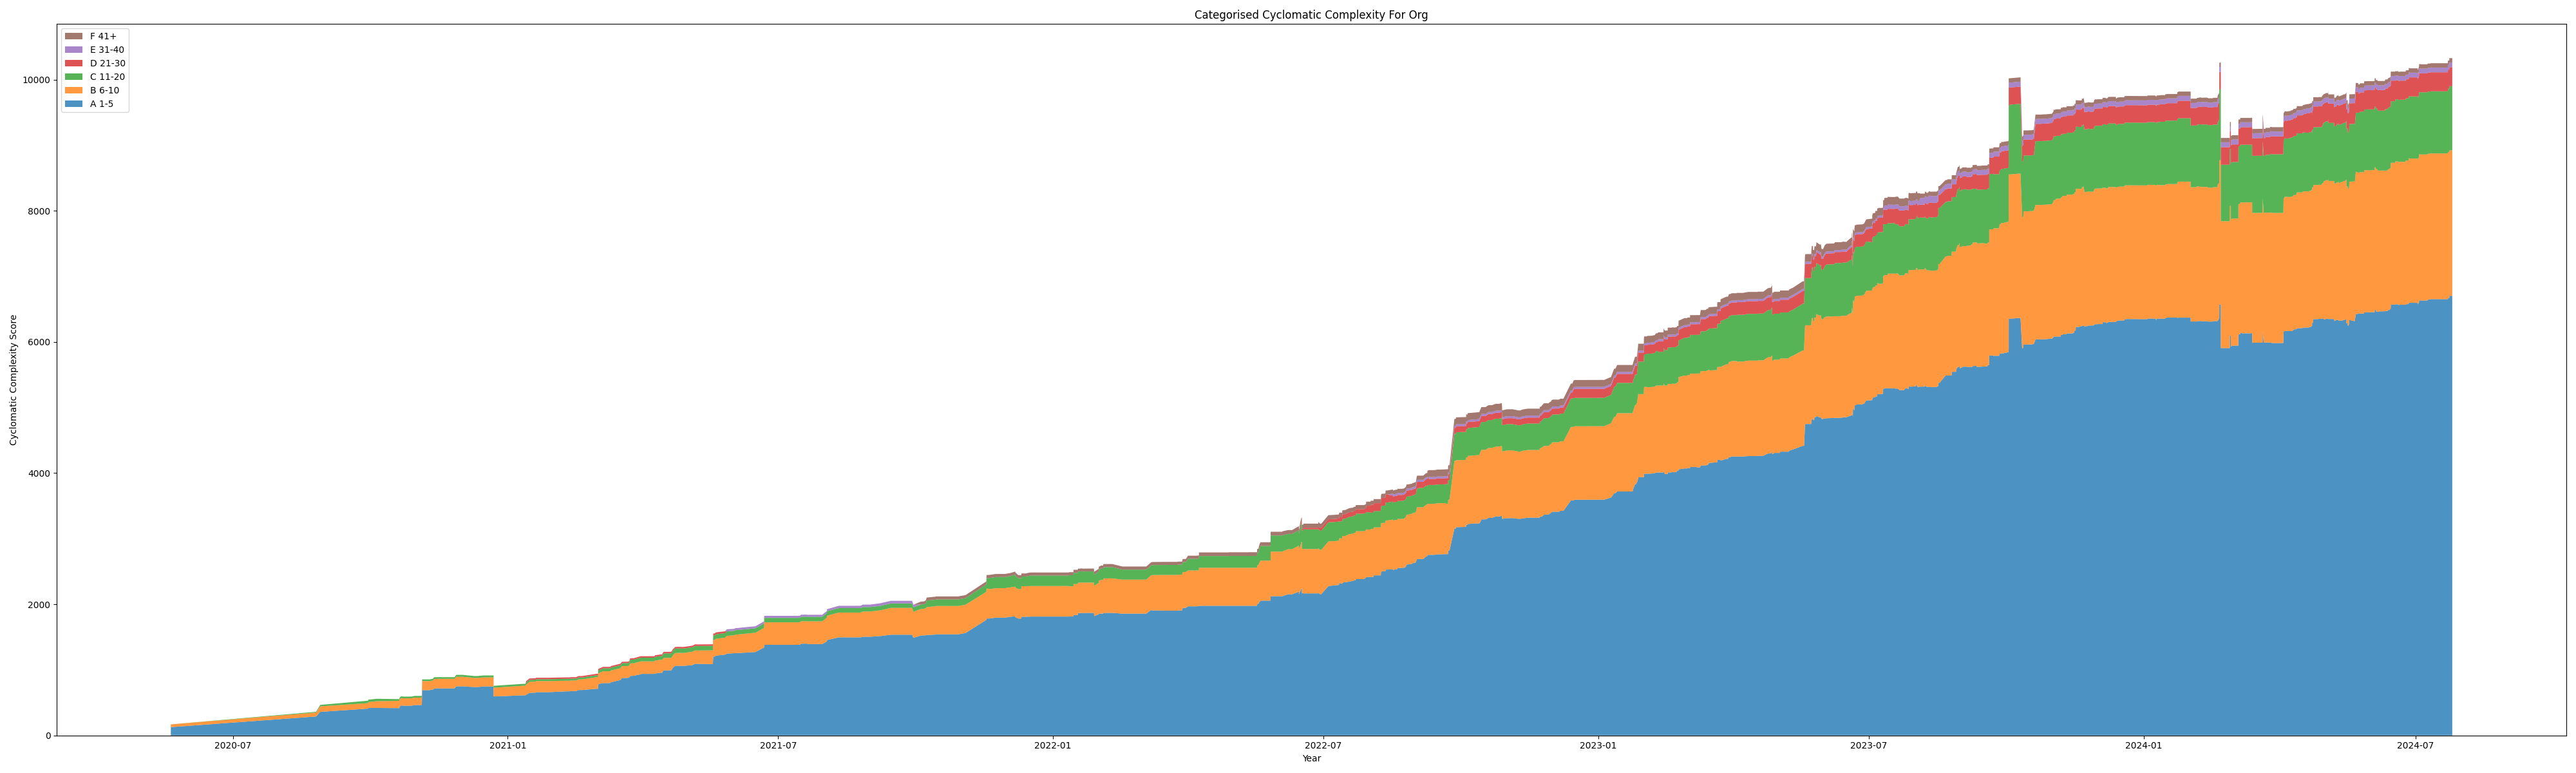 Categorised Cyclomatic Complexity For Org
F 41+
E 31-40
D 21-30
C 11-20
B 6-10
A 1-5
Cyclomatic Complexity Score
10000
8000
6000
4000
2000
0
2020-07
2021-01
2021-07
2022-01
2022-07
2023-01
2023-07
2024-01
2024-07
Year